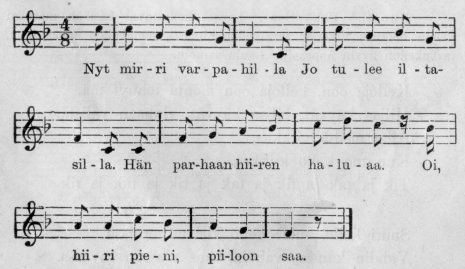 4
8
Nyt mir - ri var - pa - hil - la Jo tu - lee il - ta-
sil - la. Hän par-haan hii-ren ha - lu - aa. Oi,
hii - ri pie - ni, pii-loon saa.